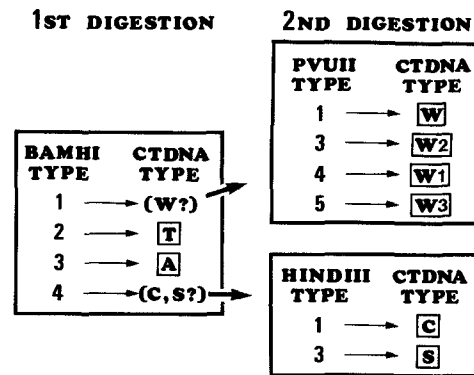 1ST DIGESTION
BAMHI CTDNA
TYPE TYPE
1 → (W?)
2 → T
3 → A
4 → (C,S?)
2ND DIGESTION
PVUII CTDNA
TYPE TYPE
1 → W
3 → W2
4 → W1
5 → W3
HINDIII CTDNA
TYPE TYPE
1 → C
3 → S